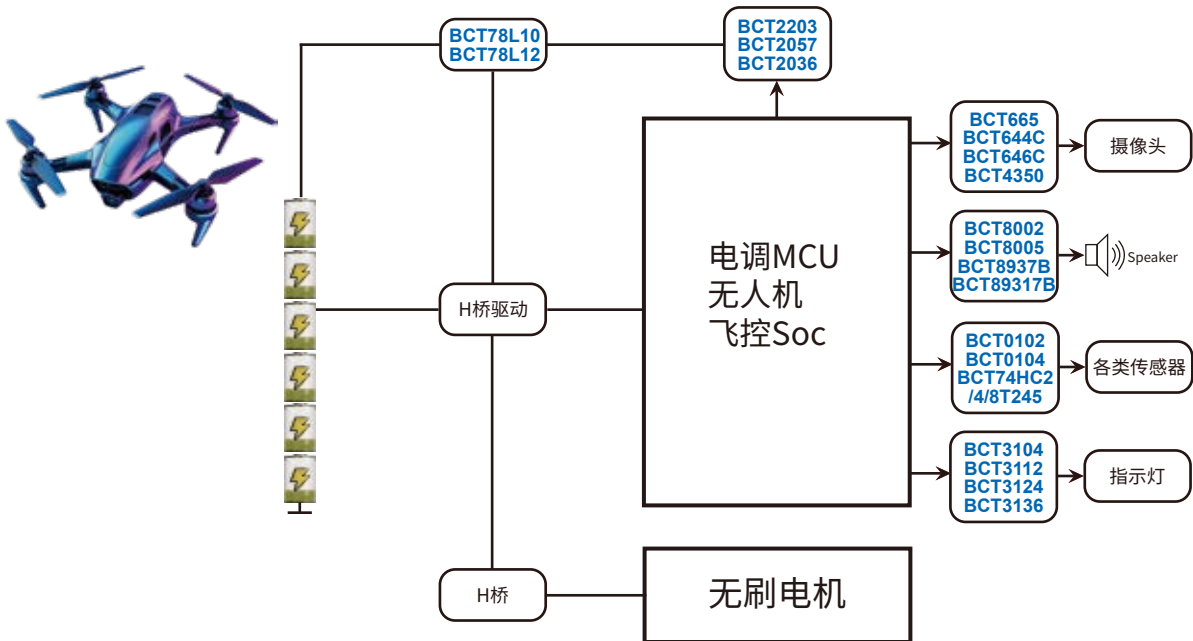 BCT78L10
BCT78L12
BCT2203
BCT2057
BCT2036
BCT665
BCT644C
BCT646C
BCT4350
摄像头
BCT8002
BCT8005
BCT8937B
BCT89317B
Speaker
电调MCU
无人机
飞控Soc
H桥驱动
BCT0102
BCT0104
BCT74HC2
/4/8T245
各类传感器
BCT3104
BCT3112
BCT3124
BCT3136
指示灯
H桥
无刷电机